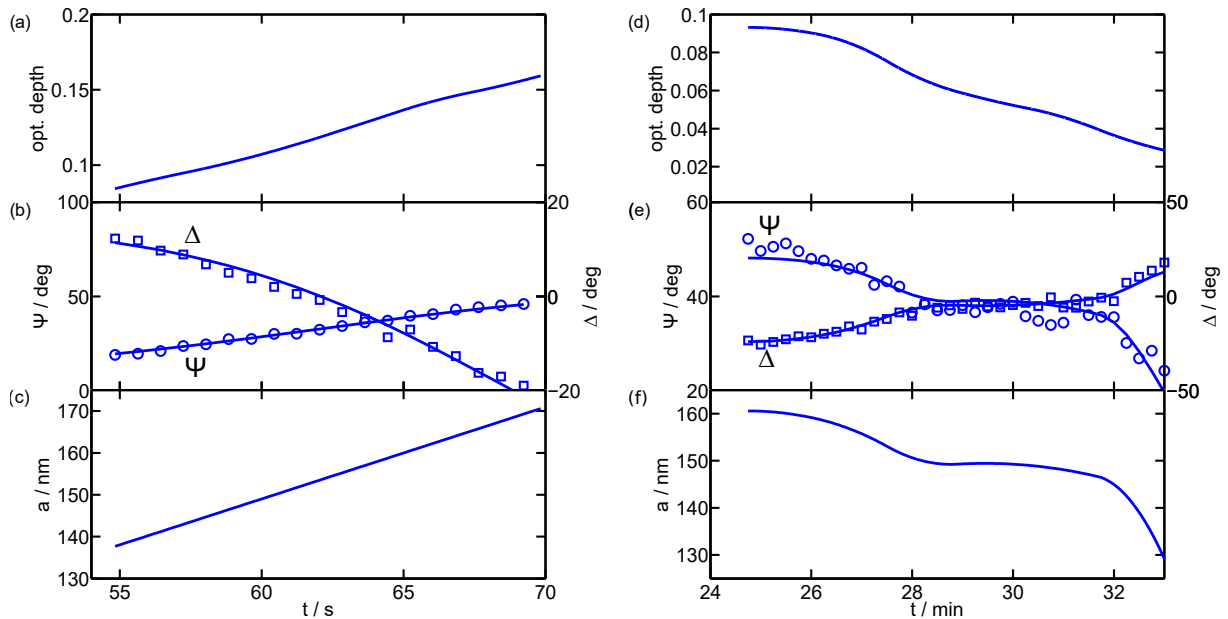 (a)
0.2
0.15
0.1
opt. depth
(b)
100
50
0
Ψ / deg
20
0
−20
Δ / deg
Δ
Ψ
(c)
170
160
150
140
130
a / nm
55 60 65 70
t / s
(d)
0.1
0.08
0.06
0.04
0.02
opt. depth
(e)
60
40
20
Ψ / deg
50
0
−50
Δ / deg
Ψ
Δ
(f)
160
150
140
130
a / nm
24 26 28 30 32
t / min